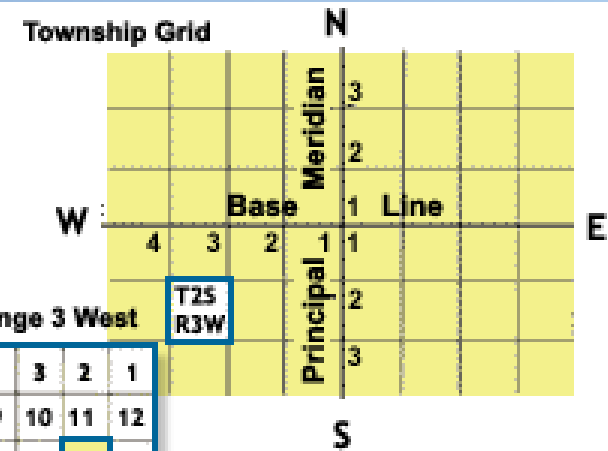 Township Grid
N
Meridian
3
2
1
Base Line
W
E
4 3 2 1 1
T2S
R3W
Principal
2
3
nge 3 West
3 2 1
10 11 12
S